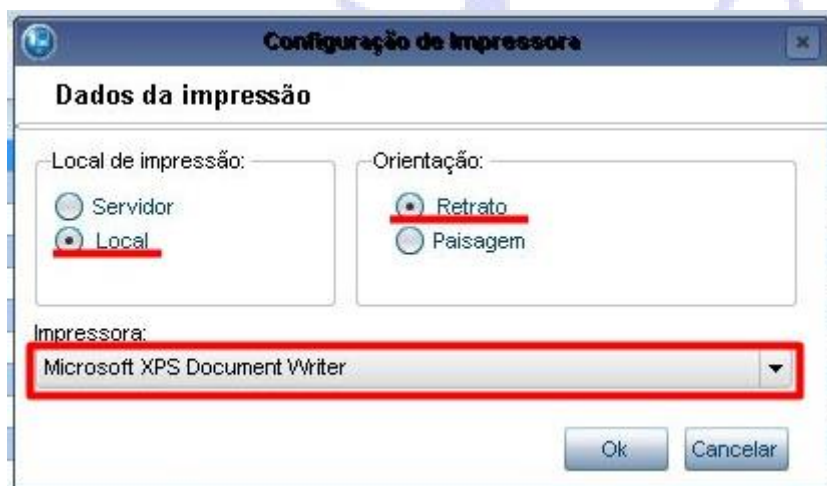 Configuração de Impressora
Dados da impressão
Local de impressão:
Servidor
Local
Orientação:
Retrato
Paisagem
Impressora:
Microsoft XPS Document Writer
Ok Cancelar